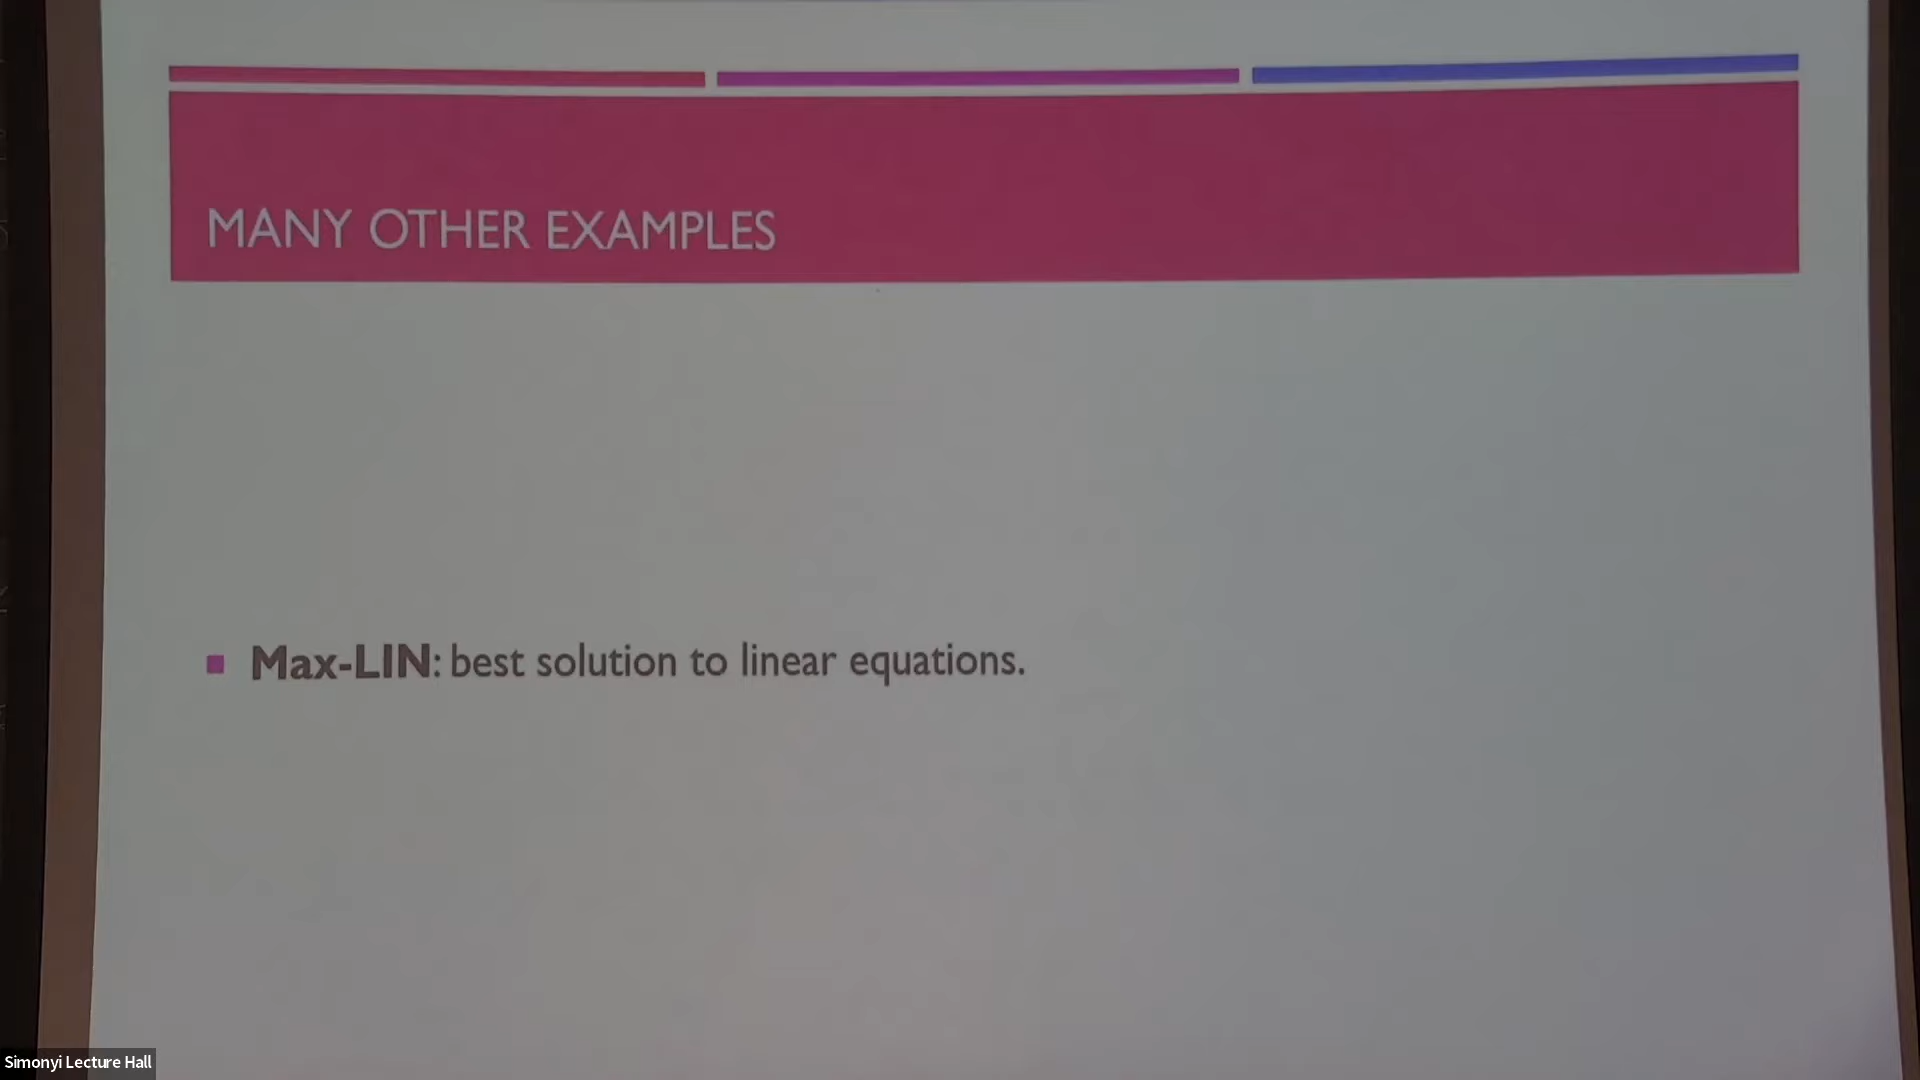 MANY OTHER EXAMPLES
Max-LIN: best solution to linear equations.
Simonyi Lecture Hall